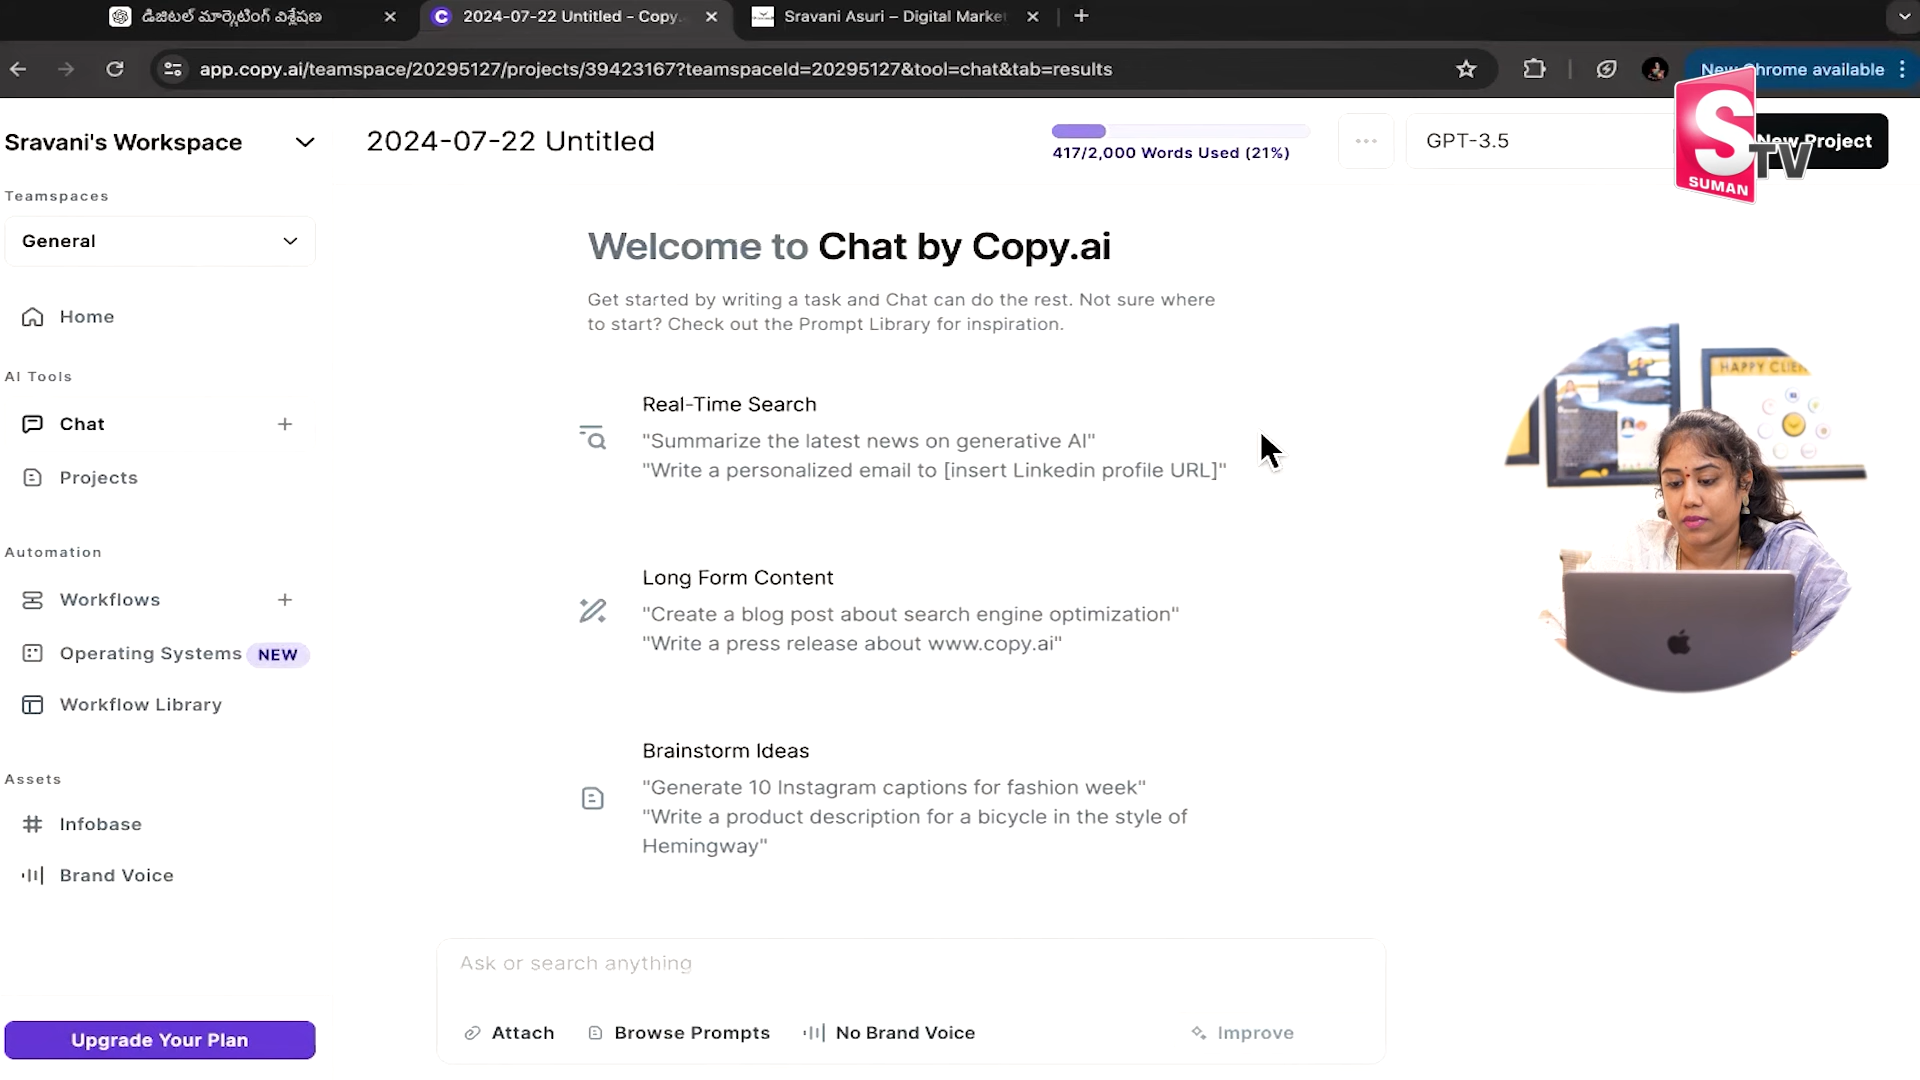 డిజిటల్ మార్కెటింగ్ విశ్లేషణ
2024-07-22 Untitled - Copy.
Sravani Asuri – Digital Marke
app.copy.ai/teamspace/20295127/projects/39423167?teamspaceId=20295127&tool=chat&tab=results
New Chrome available
Sravani's Workspace
2024-07-22 Untitled
417/2,000 Words Used (21%)
GPT-3.5
New Project
S TV
SUMAN
Teamspaces
General
Home
AI Tools
Chat
Projects
Automation
Workflows
Operating Systems NEW
Workflow Library
Assets
Infobase
Brand Voice
Upgrade Your Plan
Welcome to Chat by Copy.ai
Get started by writing a task and Chat can do the rest. Not sure where
to start? Check out the Prompt Library for inspiration.
Real-Time Search
"Summarize the latest news on generative AI"
"Write a personalized email to [insert Linkedin profile URL]"
Long Form Content
"Create a blog post about search engine optimization"
"Write a press release about www.copy.ai"
Brainstorm Ideas
"Generate 10 Instagram captions for fashion week"
"Write a product description for a bicycle in the style of
Hemingway"
Ask or search anything
Attach
Browse Prompts
No Brand Voice
Improve
HAPPY CLIEN